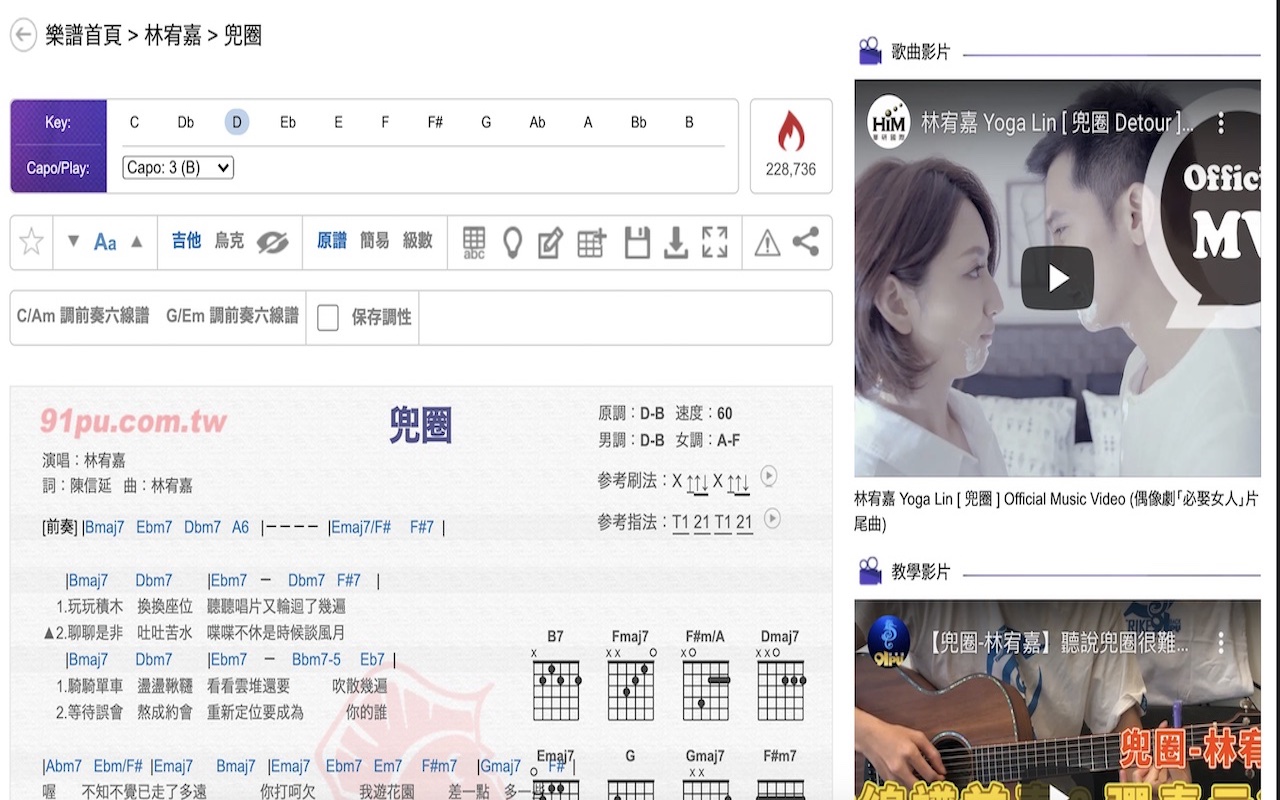 樂譜首頁 > 林宥嘉 > 兜圈
Key: C Db D Eb E F F# G Ab A Bb B
Capo/Play: Capo: 3 (B)
228,736
Aa 吉他 烏克 原譜 簡易 級數 abc
C/Am 調前奏六線譜 G/Em 調前奏六線譜 保存調性
91pu.com.tw
兜圈
原調：D-B 速度：60
男調：D-B 女調：A-F
演唱：林宥嘉
詞：陳信延 曲：林宥嘉
參考刷法：X ↑↑↓ X ↑↑↓
參考指法：T1 21 T1 21
[前奏] |Bmaj7 Ebm7 Dbm7 A6 |−−−− |Emaj7/F# F#7 |
|Bmaj7 Dbm7 |Ebm7 − Dbm7 F#7 |
1.玩玩積木 換換座位 聽聽唱片又輪迴了幾遍
▲2.聊聊是非 吐吐苦水 喋喋不休是時候談風月
|Bmaj7 Dbm7 |Ebm7 − Bbm7-5 Eb7 |
1.騎騎單車 盪盪鞦韆 看看雲堆還要 吹散幾遍
2.等待誤會 熬成約會 重新定位要成為 你的誰
|Abm7 Ebm/F# |Emaj7 Bmaj7 |Emaj7 Ebm7 Em7 F#m7 |Gmaj7 F# |
喔 不知不覺已走了多遠 你打呵欠 我遊花園 差一點 多一些
B7 Fmaj7 F#m/A Dmaj7
x xx o xo xxo
Emaj7 G Gmaj7 F#m7
o xx
歌曲影片
HIM
華研國際
林宥嘉 Yoga Lin [ 兜圈 Detour ]...
Offici
MV
林宥嘉 Yoga Lin [ 兜圈 ] Official Music Video (偶像劇「必娶女人」片
尾曲)
教學影片
91pu
【兜圈-林宥嘉】聽說兜圈很難...
兜圈-林宥